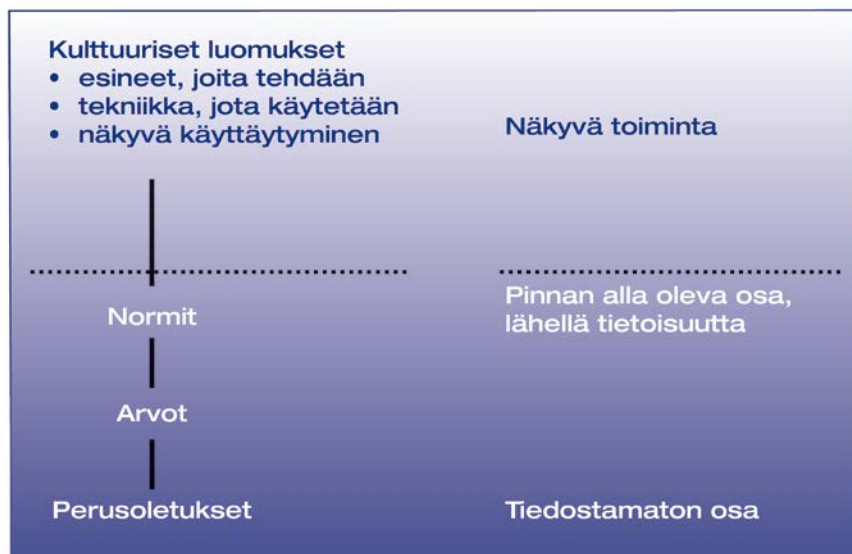 Kulttuuriset luomukset
• esineet, joita tehdään
• tekniikka, jota käytetään
• näkyvä käyttäytyminen
Näkyvä toiminta
Normit
Pinnan alla oleva osa,
lähellä tietoisuutta
Arvot
Perusoletukset
Tiedostamaton osa